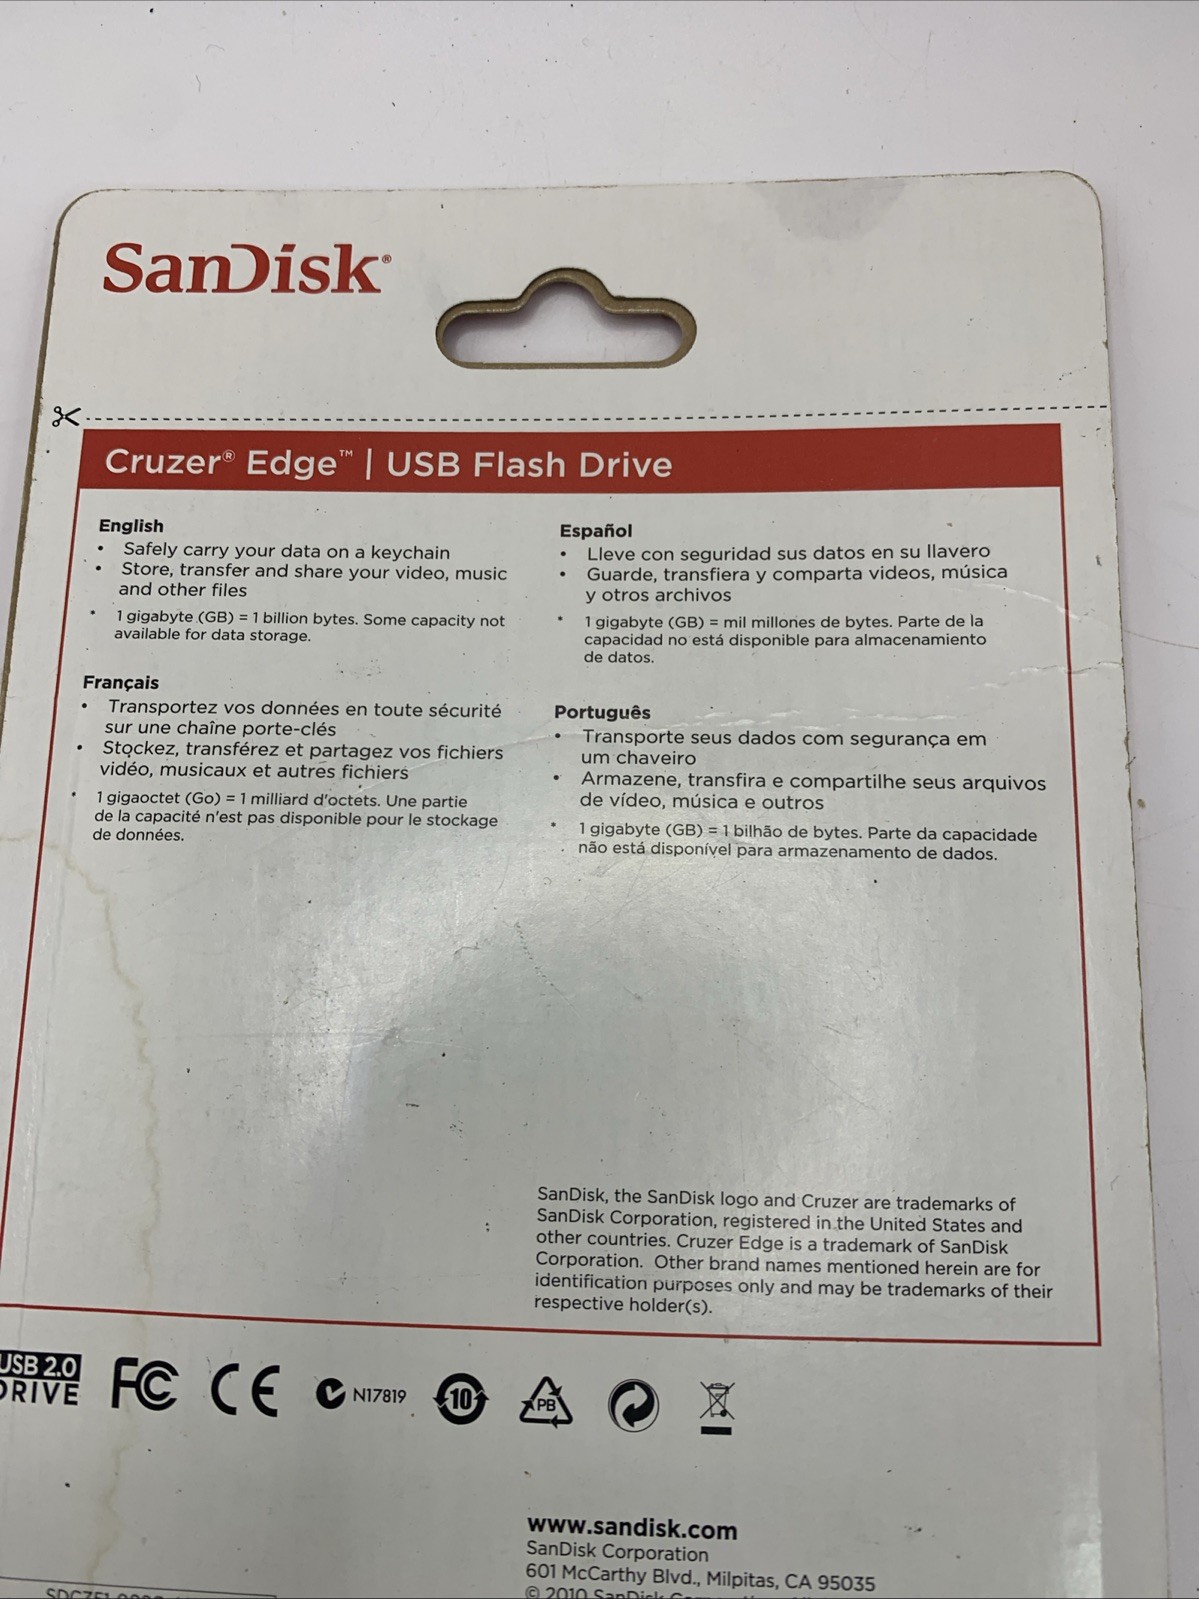 SanDisk®
Cruzer® Edge™ | USB Flash Drive
English
• Safely carry your data on a keychain
• Store, transfer and share your video, music
and other files
* 1 gigabyte (GB) = 1 billion bytes. Some capacity not
available for data storage.
Français
• Transportez vos données en toute sécurité
sur une chaîne porte-clés
• Stockez, transférez et partagez vos fichiers
vidéo, musicaux et autres fichiers
* 1 gigaoctet (Go) = 1 milliard d'octets. Une partie
de la capacité n'est pas disponible pour le stockage
de données.
Español
• Lleve con seguridad sus datos en su llavero
• Guarde, transfiera y comparta videos, música
y otros archivos
* 1 gigabyte (GB) = mil millones de bytes. Parte de la
capacidad no está disponible para almacenamiento
de datos.
Português
• Transporte seus dados com segurança em
um chaveiro
• Armazene, transfira e compartilhe seus arquivos
de vídeo, música e outros
* 1 gigabyte (GB) = 1 bilhão de bytes. Parte da capacidade
não está disponível para armazenamento de dados.
SanDisk, the SanDisk logo and Cruzer are trademarks of
SanDisk Corporation, registered in the United States and
other countries. Cruzer Edge is a trademark of SanDisk
Corporation. Other brand names mentioned herein are for
identification purposes only and may be trademarks of their
respective holder(s).
USB 2.0
DRIVE
FC CE N17819 10 PB
www.sandisk.com
SanDisk Corporation
601 McCarthy Blvd., Milpitas, CA 95035
© 2010 SanDisk